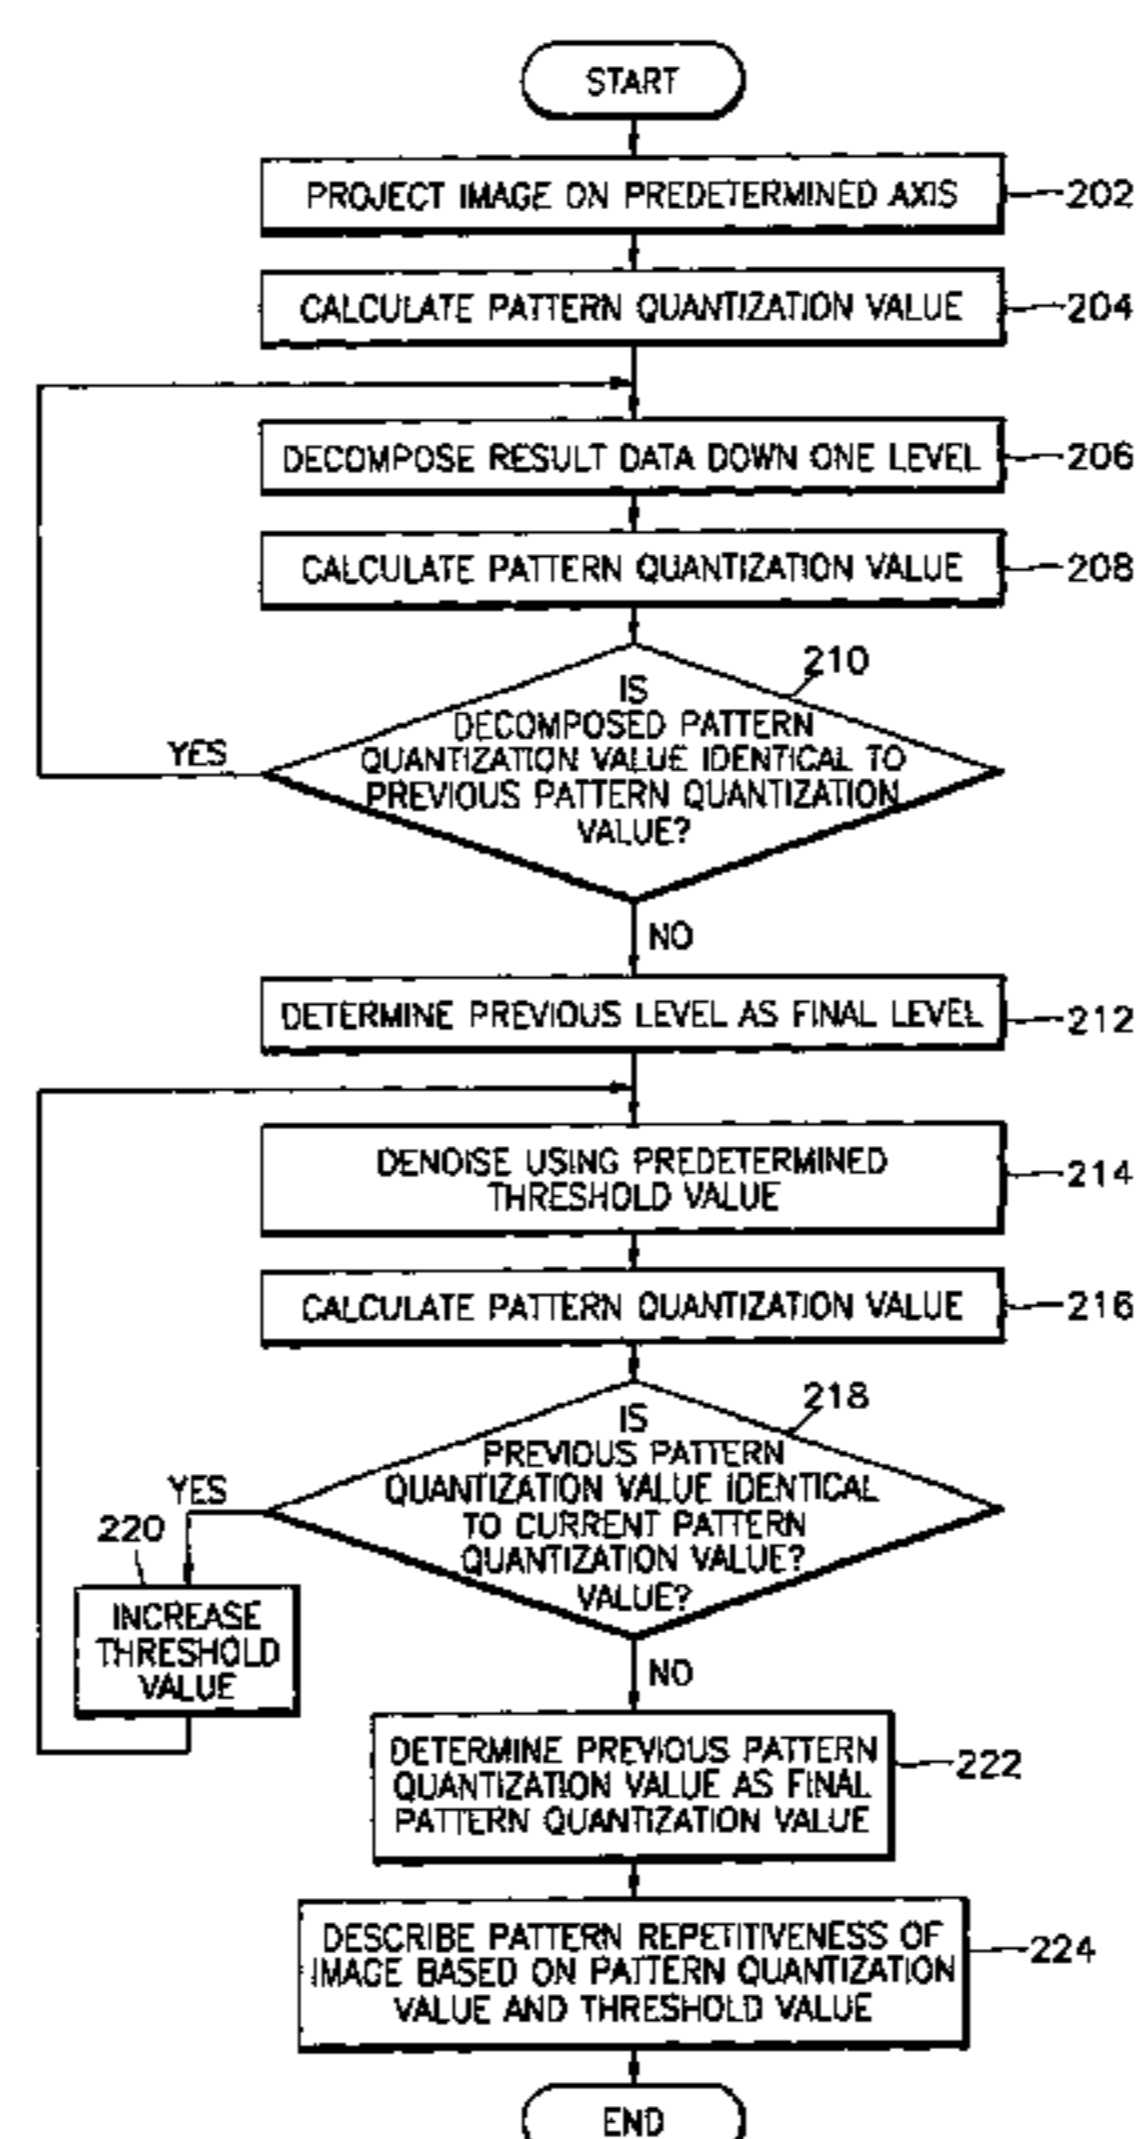 START
PROJECT IMAGE ON PREDETERMINED AXIS
202
CALCULATE PATTERN QUANTIZATION VALUE
204
DECOMPOSE RESULT DATA DOWN ONE LEVEL
206
CALCULATE PATTERN QUANTIZATION VALUE
208
210
IS
DECOMPOSED PATTERN
QUANTIZATION VALUE IDENTICAL TO
PREVIOUS PATTERN QUANTIZATION
VALUE?
YES
NO
DETERMINE PREVIOUS LEVEL AS FINAL LEVEL
212
DENOISE USING PREDETERMINED
THRESHOLD VALUE
214
CALCULATE PATTERN QUANTIZATION VALUE
216
218
IS
PREVIOUS PATTERN
QUANTIZATION VALUE IDENTICAL
TO CURRENT PATTERN
QUANTIZATION VALUE?
VALUE?
YES
220
INCREASE
THRESHOLD
VALUE
NO
DETERMINE PREVIOUS PATTERN
QUANTIZATION VALUE AS FINAL
PATTERN QUANTIZATION VALUE
222
DESCRIBE PATTERN REPETITIVENESS OF
IMAGE BASED ON PATTERN QUANTIZATION
VALUE AND THRESHOLD VALUE
224
END